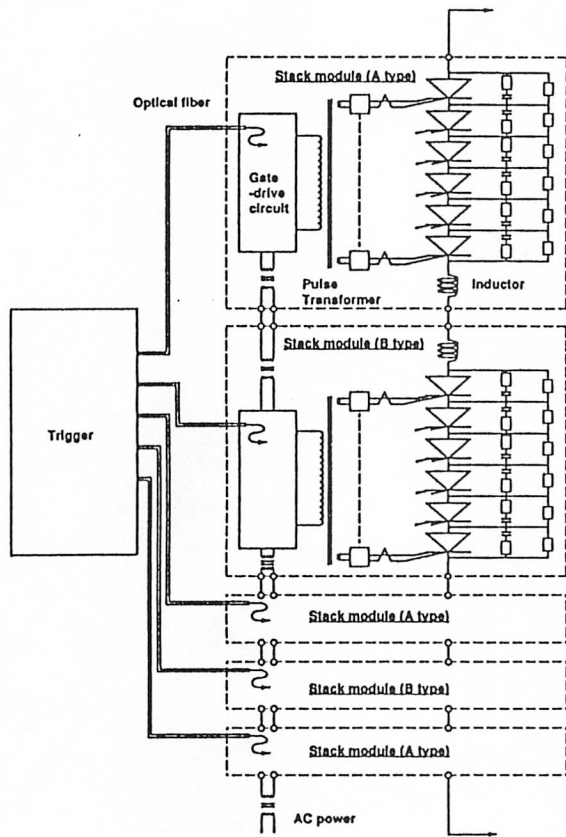 Stack module (A type)
Optical fiber
Gate
-drive
circuit
Pulse
Transformer
Inductor
Stack module (B type)
Trigger
Stack module (A type)
Stack module (B type)
Stack module (A type)
AC power